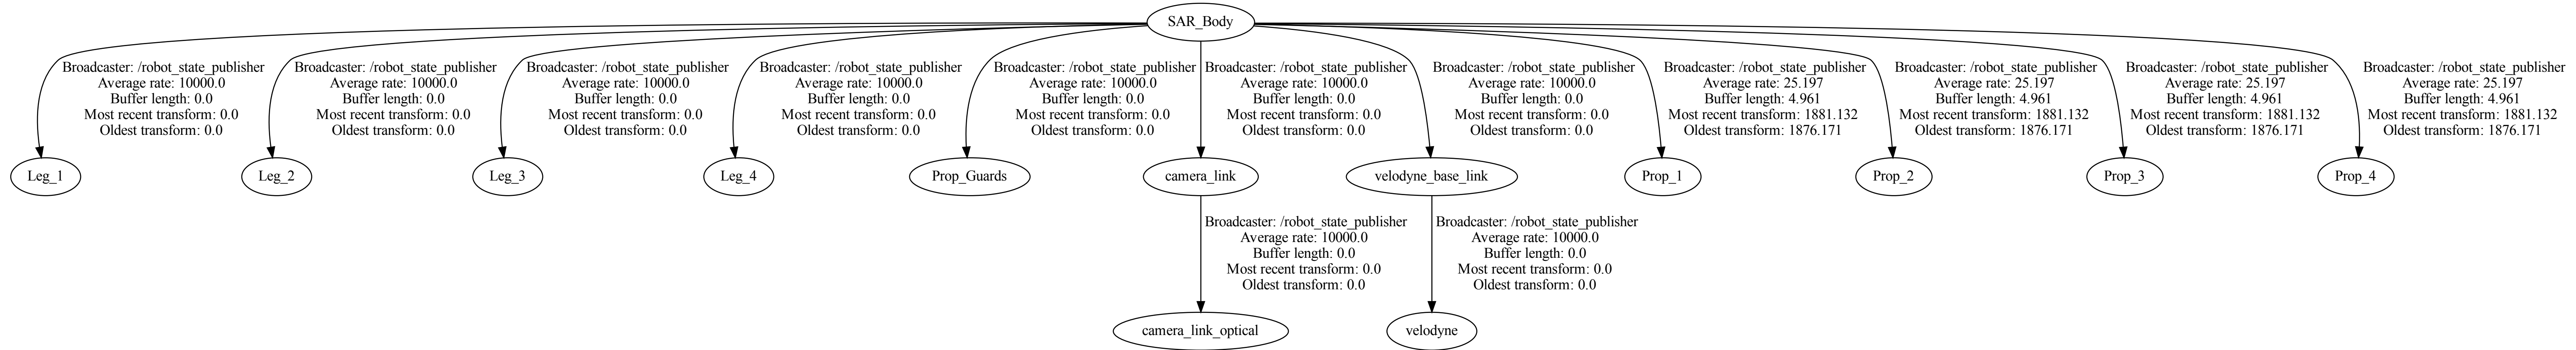 SAR_Body
Broadcaster: /robot_state_publisher
Average rate: 10000.0
Buffer length: 0.0
Most recent transform: 0.0
Oldest transform: 0.0
Broadcaster: /robot_state_publisher
Average rate: 10000.0
Buffer length: 0.0
Most recent transform: 0.0
Oldest transform: 0.0
Broadcaster: /robot_state_publisher
Average rate: 10000.0
Buffer length: 0.0
Most recent transform: 0.0
Oldest transform: 0.0
Broadcaster: /robot_state_publisher
Average rate: 10000.0
Buffer length: 0.0
Most recent transform: 0.0
Oldest transform: 0.0
Broadcaster: /robot_state_publisher
Average rate: 10000.0
Buffer length: 0.0
Most recent transform: 0.0
Oldest transform: 0.0
Broadcaster: /robot_state_publisher
Average rate: 10000.0
Buffer length: 0.0
Most recent transform: 0.0
Oldest transform: 0.0
Broadcaster: /robot_state_publisher
Average rate: 10000.0
Buffer length: 0.0
Most recent transform: 0.0
Oldest transform: 0.0
Broadcaster: /robot_state_publisher
Average rate: 25.197
Buffer length: 4.961
Most recent transform: 1881.132
Oldest transform: 1876.171
Broadcaster: /robot_state_publisher
Average rate: 25.197
Buffer length: 4.961
Most recent transform: 1881.132
Oldest transform: 1876.171
Broadcaster: /robot_state_publisher
Average rate: 25.197
Buffer length: 4.961
Most recent transform: 1881.132
Oldest transform: 1876.171
Broadcaster: /robot_state_publisher
Average rate: 25.197
Buffer length: 4.961
Most recent transform: 1881.132
Oldest transform: 1876.171
Leg_1
Leg_2
Leg_3
Leg_4
Prop_Guards
camera_link
velodyne_base_link
Prop_1
Prop_2
Prop_3
Prop_4
Broadcaster: /robot_state_publisher
Average rate: 10000.0
Buffer length: 0.0
Most recent transform: 0.0
Oldest transform: 0.0
Broadcaster: /robot_state_publisher
Average rate: 10000.0
Buffer length: 0.0
Most recent transform: 0.0
Oldest transform: 0.0
camera_link_optical
velodyne